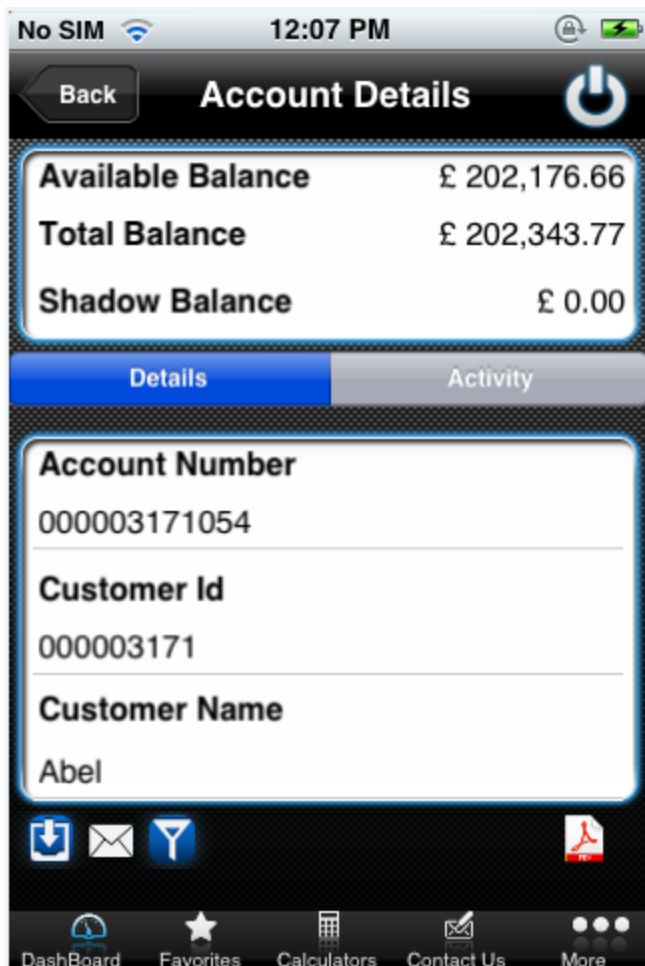 No SIM 12:07 PM
Back Account Details
Available Balance £ 202,176.66
Total Balance £ 202,343.77
Shadow Balance £ 0.00
Details Activity
Account Number
000003171054
Customer Id
000003171
Customer Name
Abel
PDF
DashBoard Favorites Calculators Contact Us More